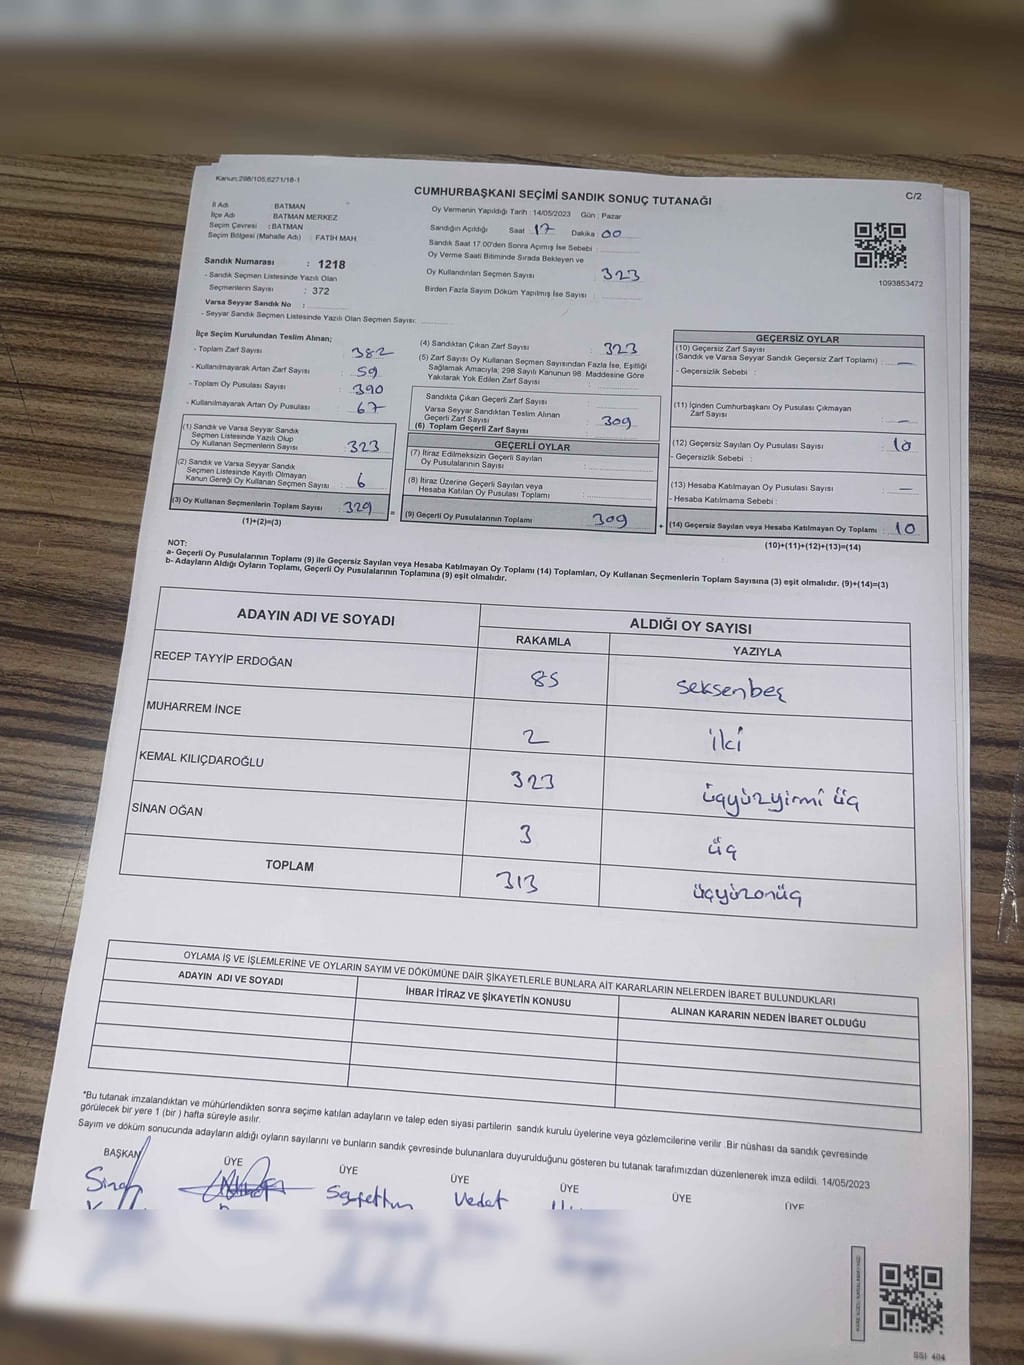 Kanun:298/105,6271/18-1
CUMHURBAŞKANI SEÇİMİ SANDIK SONUÇ TUTANAĞI
C/2
İl Adı : BATMAN
İlçe Adı BATMAN MERKEZ
Seçim Çevresi : BATMAN
Seçim Bölgesi (Mahalle Adı) : FATİH MAH
Oy Vermenin Yapıldığı Tarih : 14/05/2023 Gün : Pazar
Sandığın Açıldığı Saat 17 Dakika 00
Sandık Saat 17.00'den Sonra Açımış İse Sebebi :
Oy Verme Saati Bitiminde Sırada Bekleyen ve
Oy Kullandırılan Seçmen Sayısı : 323
Birden Fazla Sayım Döküm Yapılmış İse Sayısı :
1093853472
Sandık Numarası : 1218
- Sandık Seçmen Listesinde Yazılı Olan
Seçmenlerin Sayısı : 372
Varsa Seyyar Sandık No :
- Seyyar Sandık Seçmen Listesinde Yazılı Olan Seçmen Sayısı:
İlçe Seçim Kurulundan Teslim Alınan;
- Toplam Zarf Sayısı : 382
- Kullanılmayarak Artan Zarf Sayısı : 59
- Toplam Oy Pusulası Sayısı : 390
- Kullanılmayarak Artan Oy Pusulası : 67
(1) Sandık ve Varsa Seyyar Sandık
Seçmen Listesinde Yazılı Olup
Oy Kullanan Seçmenlerin Sayısı : 323
(2) Sandık ve Varsa Seyyar Sandık
Seçmen Listesinde Kayıtlı Olmayan
Kanun Gereği Oy Kullanan Seçmen Sayısı : 6
(3) Oy Kullanan Seçmenlerin Toplam Sayısı : 329
(1)+(2)=(3)
=
(4) Sandıktan Çıkan Zarf Sayısı : 323
(5) Zarf Sayısı Oy Kullanan Seçmen Sayısından Fazla İse, Eşitliği
Sağlamak Amacıyla; 298 Sayılı Kanunun 98. Maddesine Göre
Yakılarak Yok Edilen Zarf Sayısı :
Sandıkta Çıkan Geçerli Zarf Sayısı :
Varsa Seyyar Sandıktan Teslim Alınan
Geçerli Zarf Sayısı :
(6) Toplam Geçerli Zarf Sayısı : 309
GEÇERLİ OYLAR
(7) İtiraz Edilmeksizin Geçerli Sayılan
Oy Pusulalarının Sayısı :
(8) İtiraz Üzerine Geçerli Sayılan veya
Hesaba Katılan Oy Pusulası Toplamı :
(9) Geçerli Oy Pusulalarının Toplamı 309
+
GEÇERSİZ OYLAR
(10) Geçersiz Zarf Sayısı
(Sandık ve Varsa Seyyar Sandık Geçersiz Zarf Toplamı) : —
- Geçersizlik Sebebi :
(11) İçinden Cumhurbaşkanı Oy Pusulası Çıkmayan
Zarf Sayısı : —
(12) Geçersiz Sayılan Oy Pusulası Sayısı : 10
- Geçersizlik Sebebi :
(13) Hesaba Katılmayan Oy Pusulası Sayısı : —
- Hesaba Katılmama Sebebi :
(14) Geçersiz Sayılan veya Hesaba Katılmayan Oy Toplamı : 10
(10)+(11)+(12)+(13)=(14)
NOT:
a- Geçerli Oy Pusulalarının Toplamı (9) ile Geçersiz Sayılan veya Hesaba Katılmayan Oy Toplamı (14) Toplamları, Oy Kullanan Seçmenlerin Toplam Sayısına (3) eşit olmalıdır. (9)+(14)=(3)
b- Adayların Aldığı Oyların Toplamı, Geçerli Oy Pusulalarının Toplamına (9) eşit olmalıdır.
ADAYIN ADI VE SOYADI
ALDIĞI OY SAYISI
RAKAMLA YAZIYLA
RECEP TAYYİP ERDOĞAN 85 seksenbeş
MUHARREM İNCE 2 iki
KEMAL KILIÇDAROĞLU 323 üçyüzyirmi üç
SİNAN OĞAN 3 üç
TOPLAM 313 üçyüzonüç
OYLAMA İŞ VE İŞLEMLERİNE VE OYLARIN SAYIM VE DÖKÜMÜNE DAİR ŞİKAYETLERLE BUNLARA AİT KARARLARIN NELERDEN İBARET BULUNDUKLARI
ADAYIN ADI VE SOYADI İHBAR İTİRAZ VE ŞİKAYETİN KONUSU ALINAN KARARIN NEDEN İBARET OLDUĞU
*Bu tutanak imzalandıktan ve mühürlendikten sonra seçime katılan adayların ve talep eden siyasi partilerin sandık kurulu üyelerine veya gözlemcilerine verilir .Bir nüshası da sandık çevresinde
görülecek bir yere 1 (bir ) hafta süreyle asılır.
Sayım ve döküm sonucunda adayların aldığı oyların sayılarını ve bunların sandık çevresinde bulunanlara duyurulduğunu gösteren bu tutanak tarafımızdan düzenlenerek imza edildi. 14/05/2023
BAŞKAN ÜYE ÜYE ÜYE ÜYE ÜYE ÜYE
Sinan Seyfettin Vedat